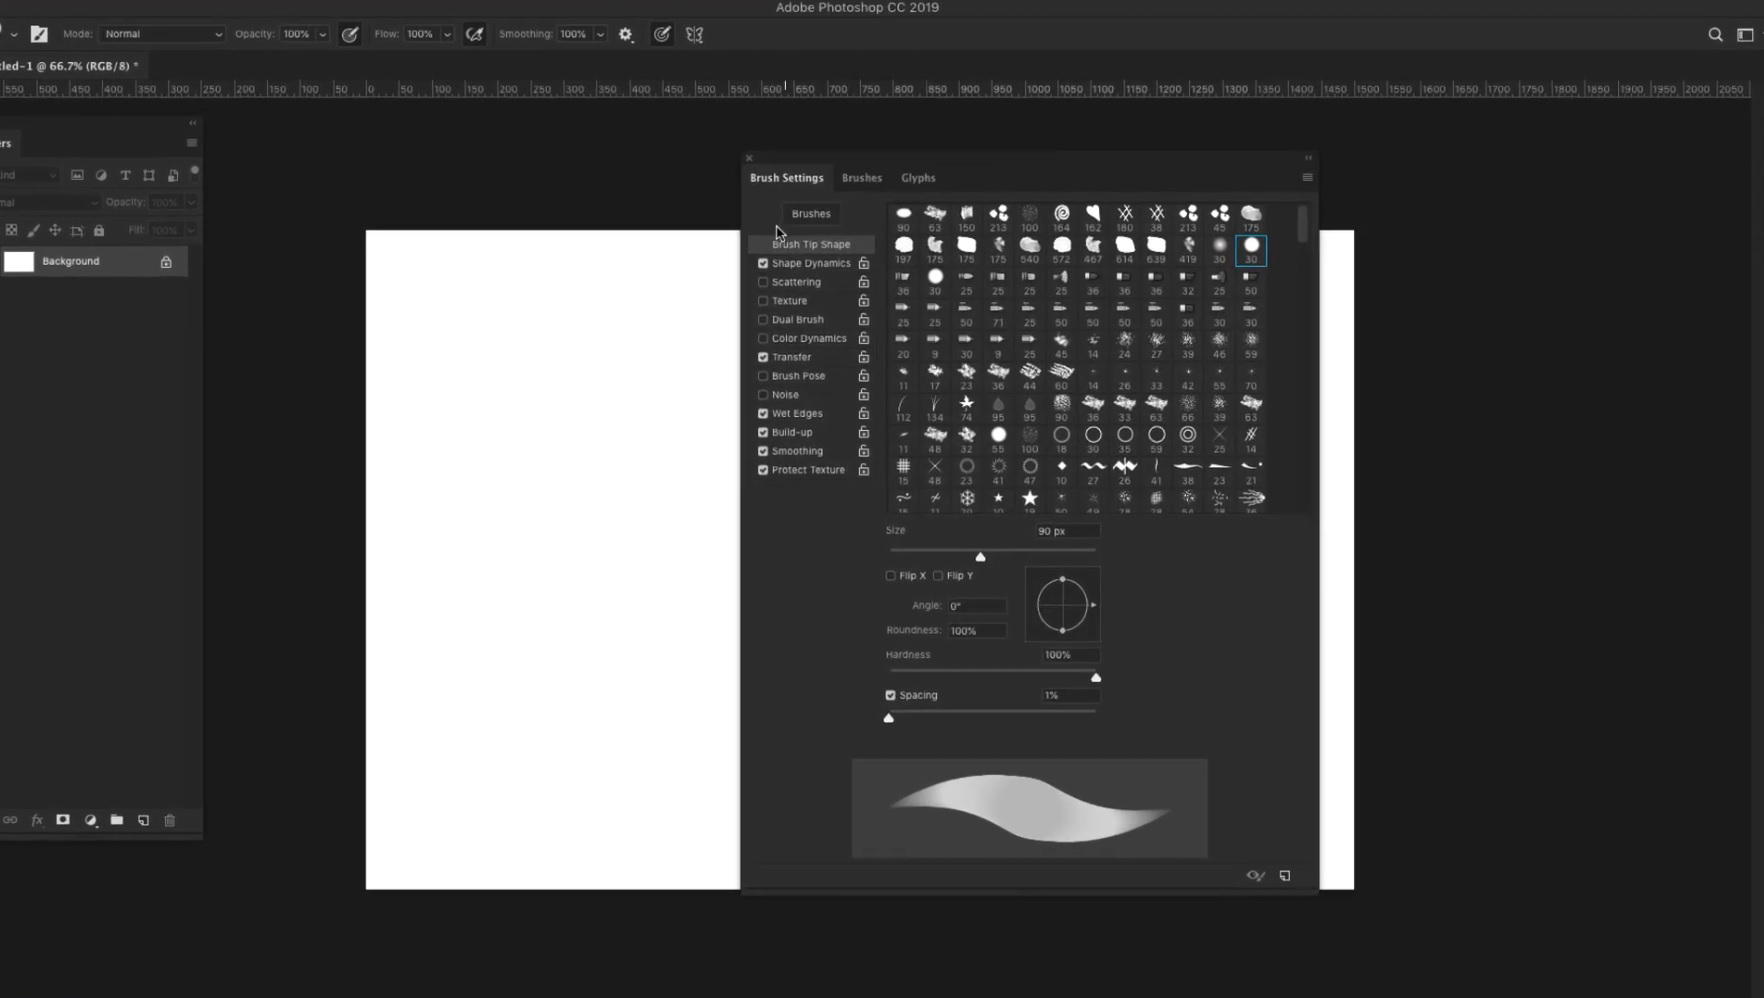 Adobe Photoshop CC 2019
Mode: Normal Opacity: 100% Flow: 100% Smoothing: 100%
tled-1 @ 66.7% (RGB/8) *
550 500 450 400 350 300 250 200 150 100 50 0 50 100 150 200 250 300 350 400 450 500 550 600 650 700 750 800 850 900 950 1000 1050 1100 1150 1200 1250 1300 1350 1400 1450 1500 1550 1600 1650 1700 1750 1800 1850 1900 1950 2000 2050
ers
ind
mal Opacity: 100%
Fill: 100%
Background
fx
Brush Settings Brushes Glyphs
Brushes
Brush Tip Shape
Shape Dynamics
Scattering
Texture
Dual Brush
Color Dynamics
Transfer
Brush Pose
Noise
Wet Edges
Build-up
Smoothing
Protect Texture
90 63 150 213 100 164 162 180 38 213 45 175
197 175 175 175 540 572 467 614 639 419 30 30
36 30 25 25 25 25 36 36 36 32 25 50
25 25 50 71 25 50 50 50 50 36 30 30
20 9 30 9 25 45 14 24 27 39 46 59
11 17 23 36 44 60 14 26 33 42 55 70
112 134 74 95 95 90 36 33 63 66 39 63
11 48 32 55 100 18 30 35 59 32 25 14
15 48 23 41 47 10 27 26 41 38 23 21
Size 90 px
Flip X Flip Y
Angle: 0°
Roundness: 100%
Hardness 100%
Spacing 1%